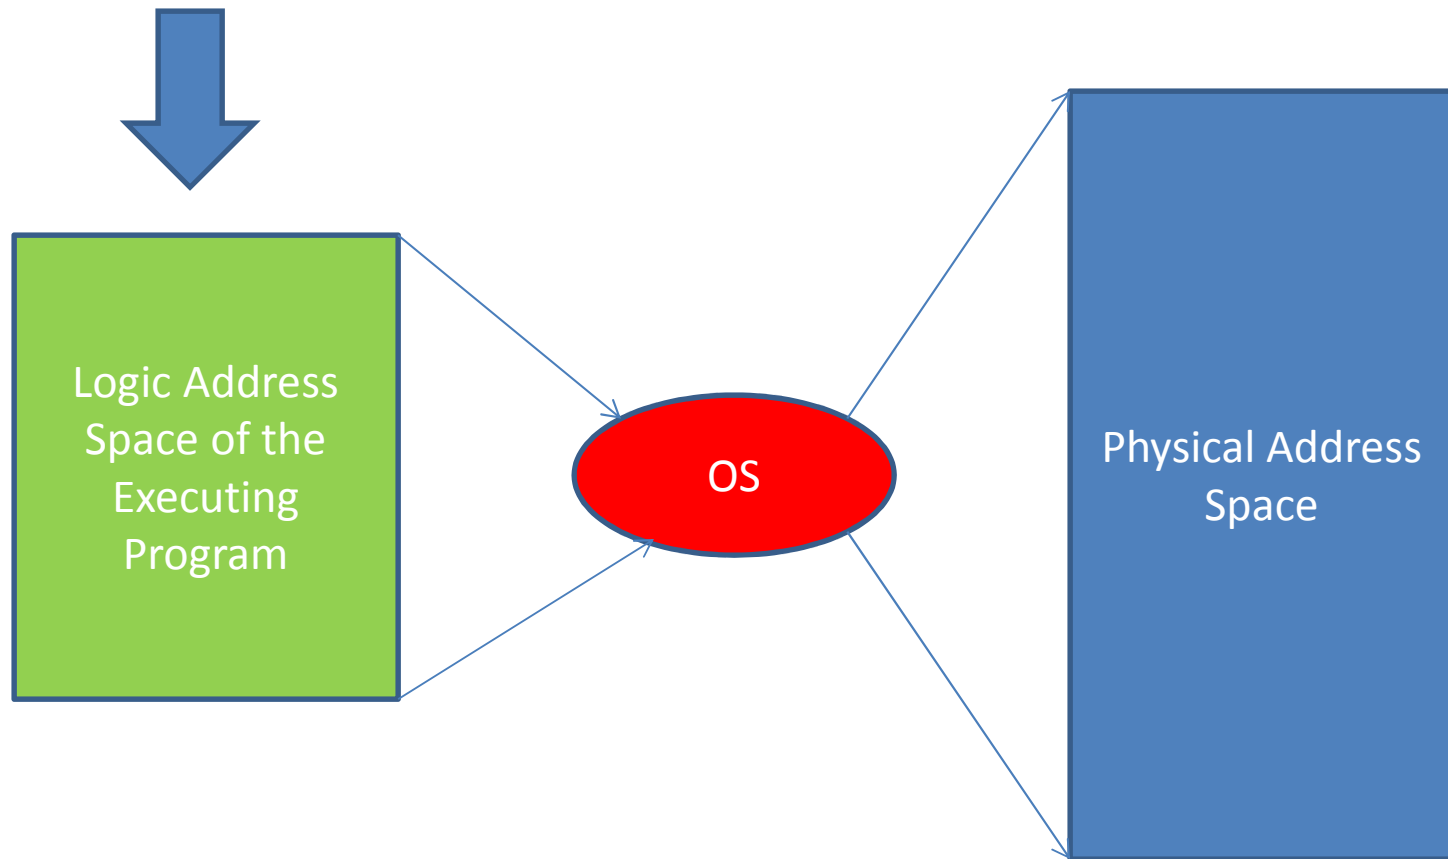 Logic Address
Space of the
Executing
Program
OS
Physical Address
Space